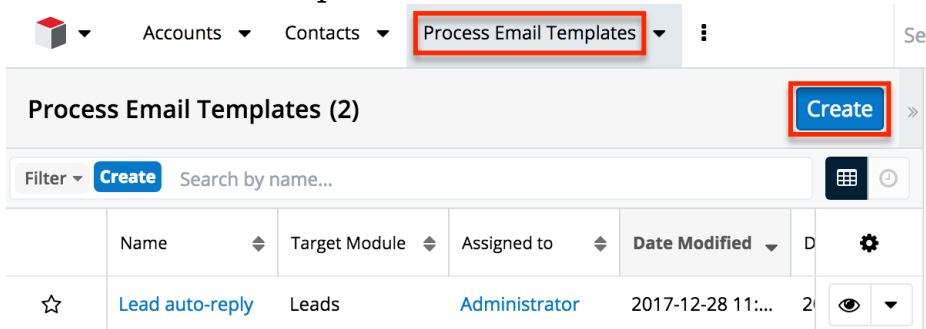 Accounts Contacts Process Email Templates Se
Process Email Templates (2) Create »
Filter Create Search by name...
Name Target Module Assigned to Date Modified D
Lead auto-reply Leads Administrator 2017-12-28 11:... 20